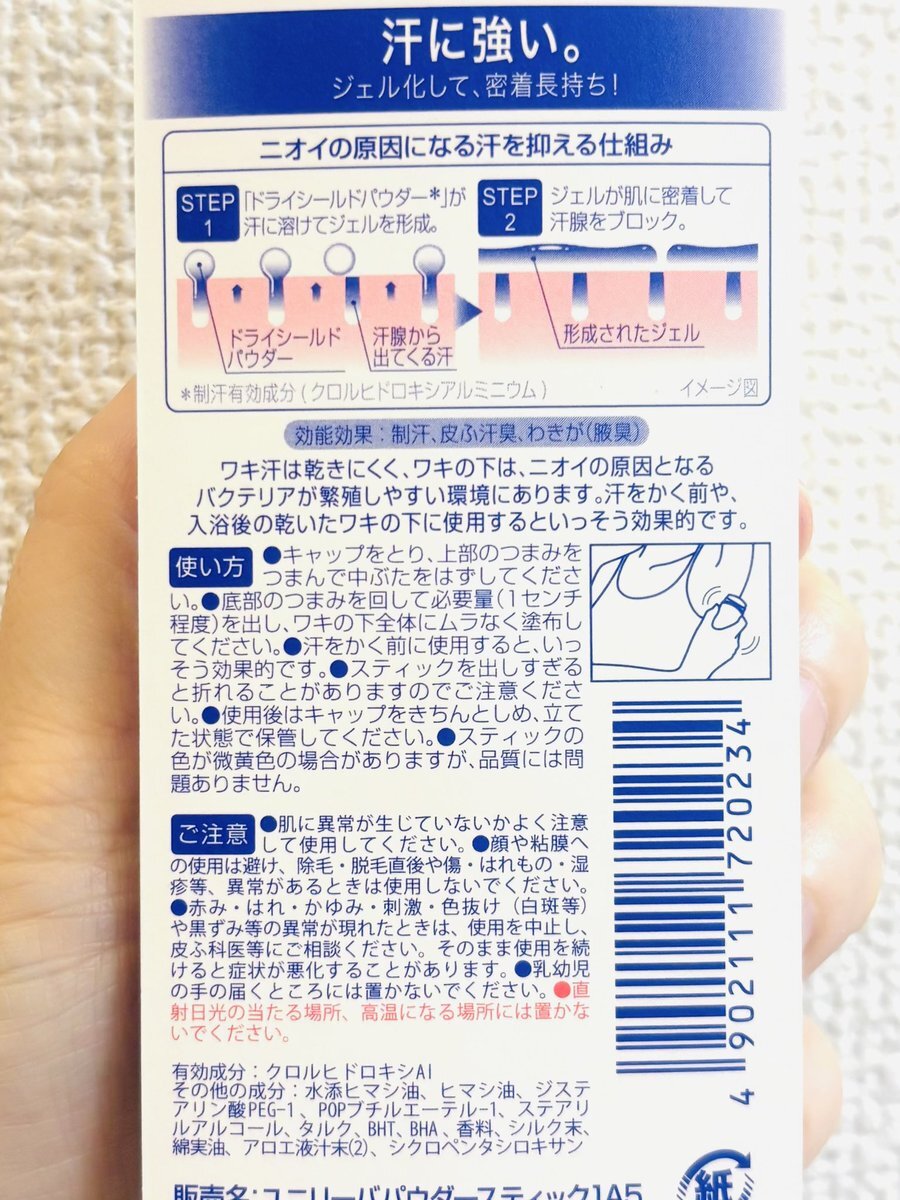 汗に強い。
ジェル化して、密着長持ち!
ニオイの原因になる汗を抑える仕組み
STEP
1
「ドライシールドパウダー*」が
汗に溶けてジェルを形成。
STEP
2
ジェルが肌に密着して
汗腺をブロック。
ドライシールド
パウダー
汗腺から
出てくる汗
形成されたジェル
*制汗有効成分(クロルヒドロキシアルミニウム)
イメージ図
効能効果:制汗、皮ふ汗臭、わきが(腋臭)
ワキ汗は乾きにくく、ワキの下は、ニオイの原因となる
バクテリアが繁殖しやすい環境にあります。汗をかく前や、
入浴後の乾いたワキの下に使用するといっそう効果的です。
使い方
●キャップをとり、上部のつまみを
つまんで中ぶたをはずしてくださ
い。●底部のつまみを回して必要量(1センチ
程度)を出し、ワキの下全体にムラなく塗布し
てください。●汗をかく前に使用すると、いっ
そう効果的です。●スティックを出しすぎる
と折れることがありますのでご注意くださ
い。●使用後はキャップをきちんとしめ、立て
た状態で保管してください。●スティックの
色が微黄色の場合がありますが、品質には問
題ありません。
ご注意
●肌に異常が生じていないかよく注意
して使用してください。●顔や粘膜へ
の使用は避け、除毛・脱毛直後や傷・はれもの・湿
疹等、異常があるときは使用しないでください。
●赤み・はれ・かゆみ・刺激・色抜け(白斑等)
や黒ずみ等の異常が現れたときは、使用を中止し、
皮ふ科医等にご相談ください。そのまま使用を続
けると症状が悪化することがあります。●乳幼児
の手の届くところには置かないでください。●直
射日光の当たる場所、高温になる場所には置かな
いでください。
有効成分:クロルヒドロキシAl
その他の成分:水添ヒマシ油、ヒマシ油、ジステ
アリン酸PEG-1、POPブチルエーテル-1、ステアリ
ルアルコール、タルク、BHT、BHA、香料、シルク末、
綿実油、アロエ液汁末(2)、シクロペンタシロキサン
販売名:ユニリーバパウダースティック1A5
紙
4 902111 720234